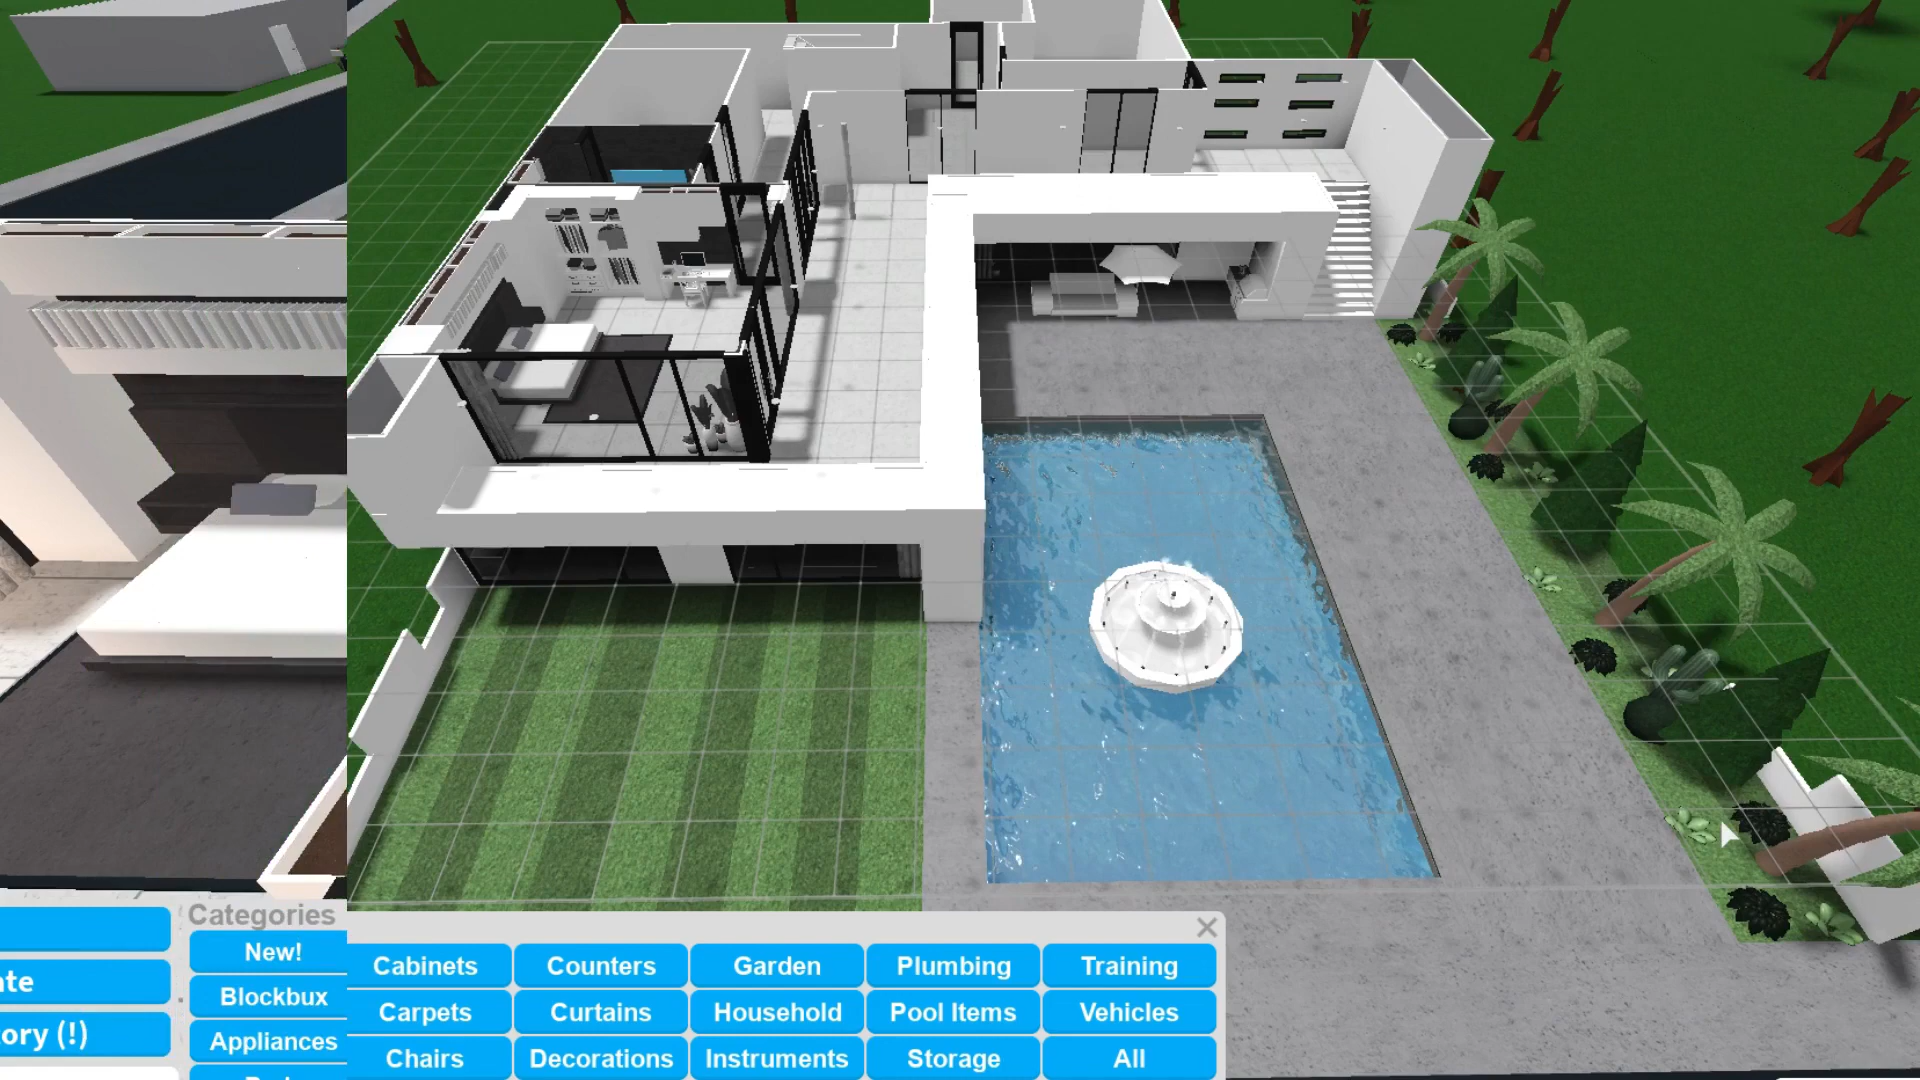 ate
ory (!)
Categories
New!
Blockbux
Appliances
Cabinets Counters Garden Plumbing Training
Carpets Curtains Household Pool Items Vehicles
Chairs Decorations Instruments Storage All